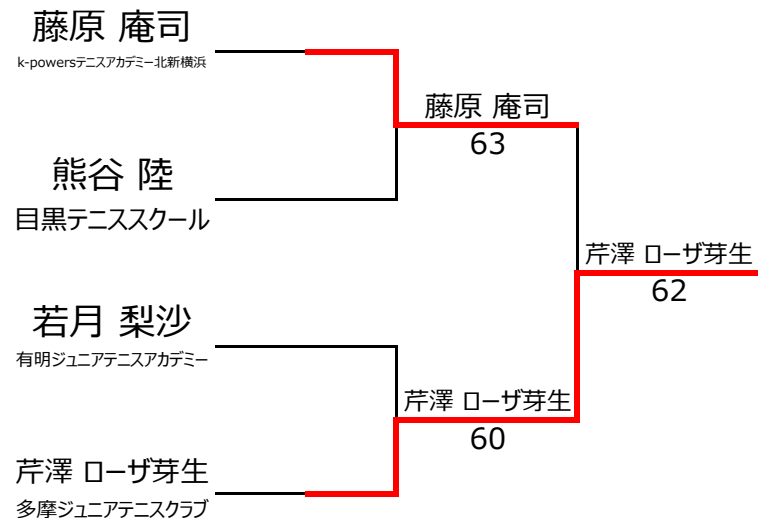 藤原 庵司
k-powersテニスアカデミー北新横浜
藤原 庵司
63
熊谷 陸
目黒テニススクール
芹澤 ローザ芽生
62
若月 梨沙
有明ジュニアテニスアカデミー
芹澤 ローザ芽生
60
芹澤 ローザ芽生
多摩ジュニアテニスクラブ